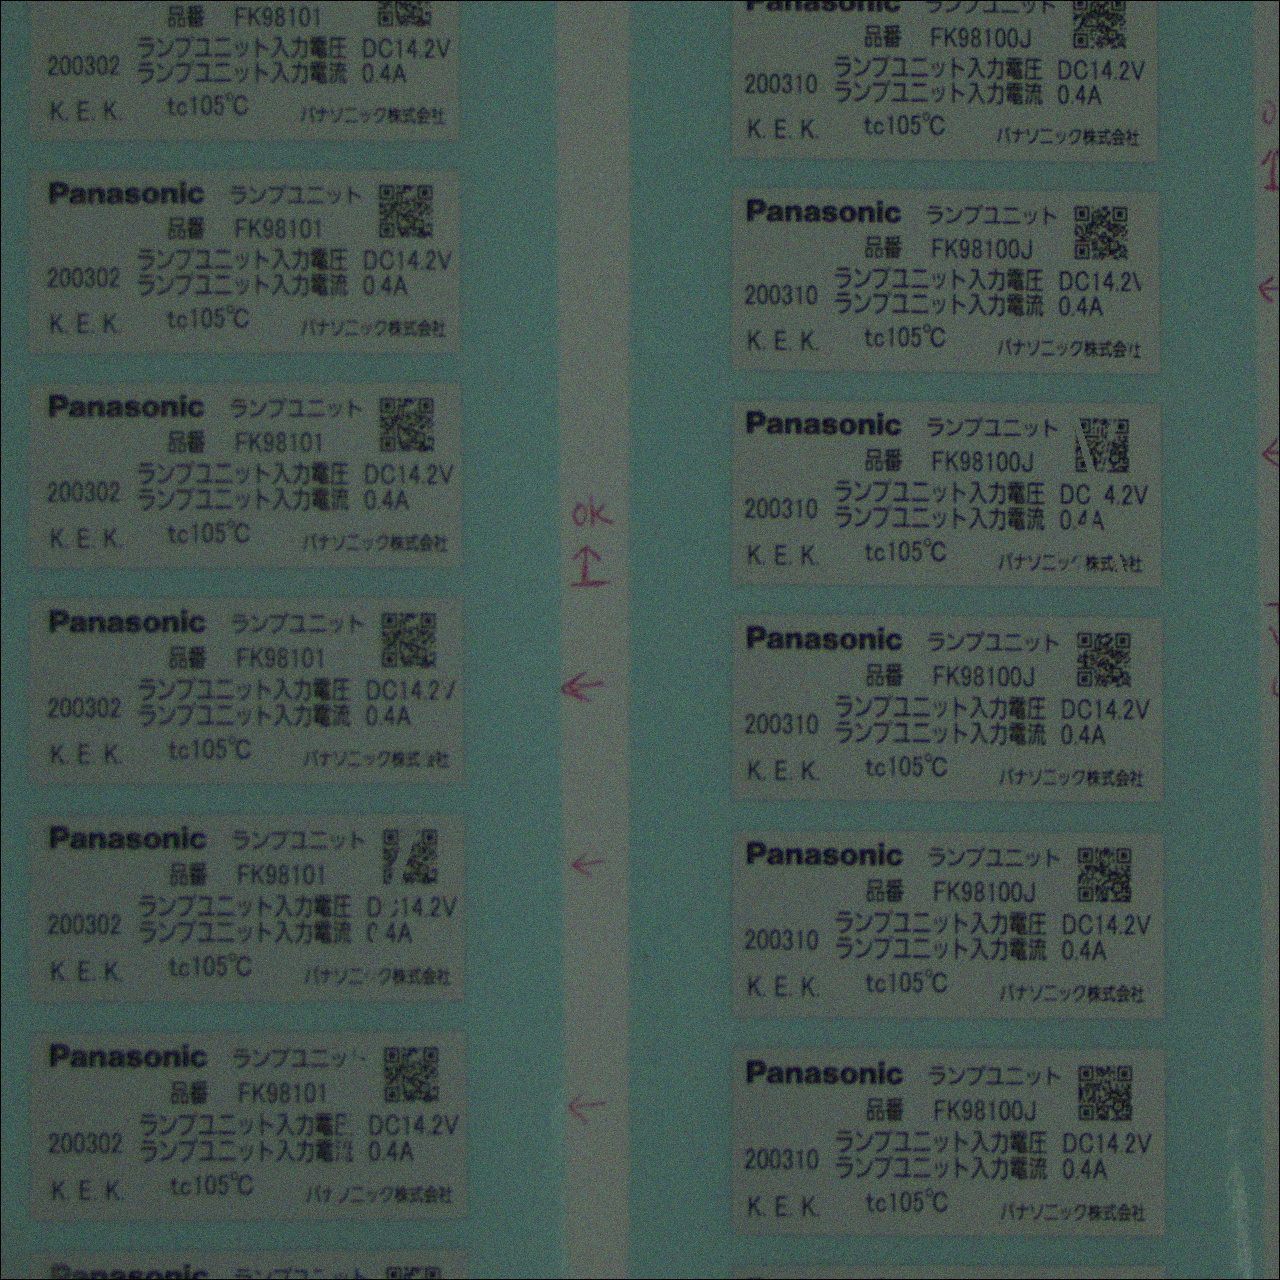 FK98101
ランプユニット入力電圧 DC14.2V
200302
ランプユニット入力電流 0.4A
K. E. K. tc105℃ パナソニック株式会社
Panasonic ランプユニット
品番 FK98101
ランプユニット入力電圧 DC14.2V
200302
ランプユニット入力電流 0.4A
K. E. K. tc105℃ パナソニック株式会社
Panasonic ランプユニット
品番 FK98101
ランプユニット入力電圧 DC14.2V
200302
ランプユニット入力電流 0.4A
K. E. K. tc105℃ パナソニック株式会社
Panasonic ランプユニット
品番 FK98101
ランプユニット入力電圧 DC14.2
200302
ランプユニット入力電流 0.4A
K. E. K. tc105℃ パナソニック株式 社
Panasonic ランプユニット
品番 FK98101
ランプユニット入力電圧 D 14.2V
200302
ランプユニット入力電流 4A
K. E. K. tc105℃ パナソニ ク株式会社
Panasonic ランプユニッ
品番 FK98101
ランプユニット入力電圧 DC14.2V
200302
ランプユニット入力電流 0.4A
K. E. K. tc105℃ パナソニック株式会社
Panasonic ランプユニット
ok
Panasonic ランプユニット
品番 FK98100J
ランプユニット入力電圧 DC14.2V
200310
ランプユニット入力電流 0.4A
K. E. K. tc105℃ パナソニック株式会社
Panasonic ランプユニット
品番 FK98100J
ランプユニット入力電圧 DC14.2V
200310
ランプユニット入力電流 0.4A
K. E. K. tc105℃ パナソニック株式会社
Panasonic ランプユニット
品番 FK98100J
ランプユニット入力電圧 DC 4.2V
200310
ランプユニット入力電流 0.4A
K. E. K. tc105℃ パナソニッ 株式 社
Panasonic ランプユニット
品番 FK98100J
ランプユニット入力電圧 DC14.2V
200310
ランプユニット入力電流 0.4A
K. E. K. tc105℃ パナソニック株式会社
Panasonic ランプユニット
品番 FK98100J
ランプユニット入力電圧 DC14.2V
200310
ランプユニット入力電流 0.4A
K. E. K. tc105℃ パナソニック株式会社
Panasonic ランプユニット
品番 FK98100J
ランプユニット入力電圧 DC14.2V
200310
ランプユニット入力電流 0.4A
K. E. K. tc105℃ パナソニック株式会社